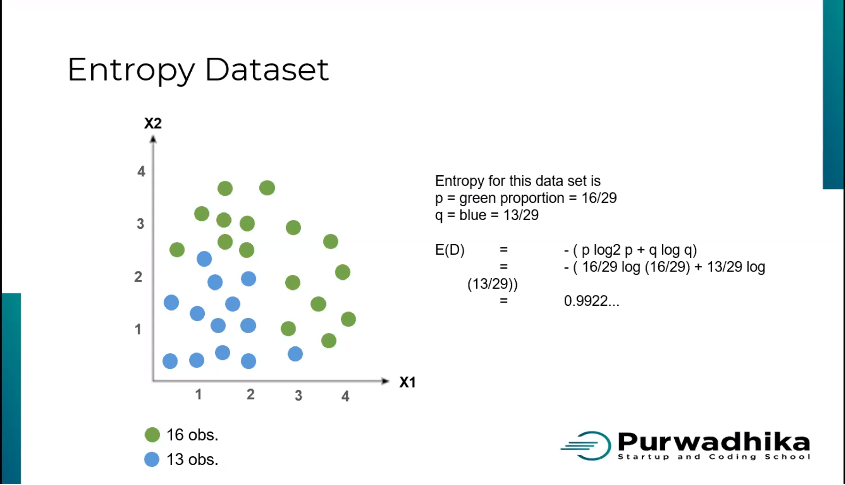 Entropy Dataset
X2
4
3
2
1
1 2 3 4
X1
16 obs.
13 obs.
Entropy for this data set is
p = green proportion = 16/29
q = blue = 13/29
E(D) = - ( p log2 p + q log q)
= - ( 16/29 log (16/29) + 13/29 log
(13/29))
= 0.9922...
Purwadhika
Startup and Coding School